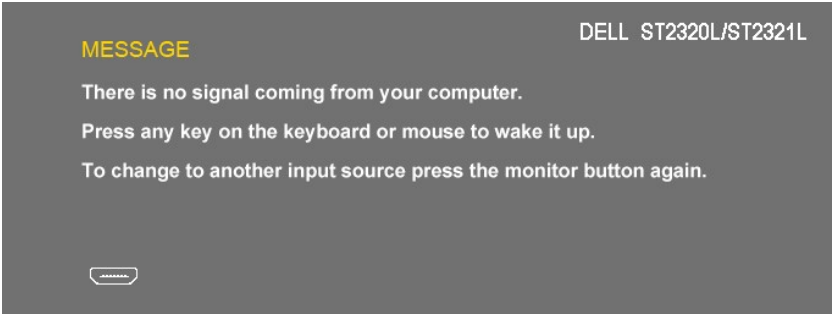 DELL ST2320L/ST2321L
MESSAGE
There is no signal coming from your computer.
Press any key on the keyboard or mouse to wake it up.
To change to another input source press the monitor button again.